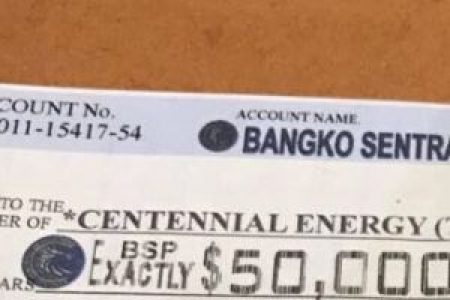 COUNT No.
011-15417-54
ACCOUNT NAME
BANGKO SENTRA
TO THE
ER OF *CENTENNIAL ENERGY (
BSP
EXACTLY $50,000
ARS